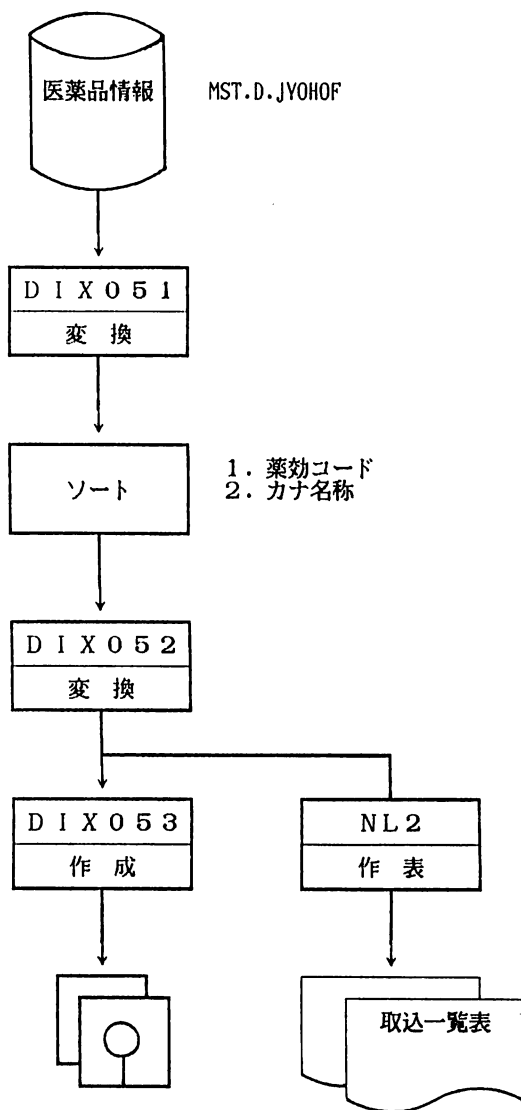 医薬品情報 MST.D.JYOHOF
DIX051
変換
ソート
1. 薬効コード
2. カナ名称
DIX052
変換
DIX053
作成
NL2
作表
取込一覧表